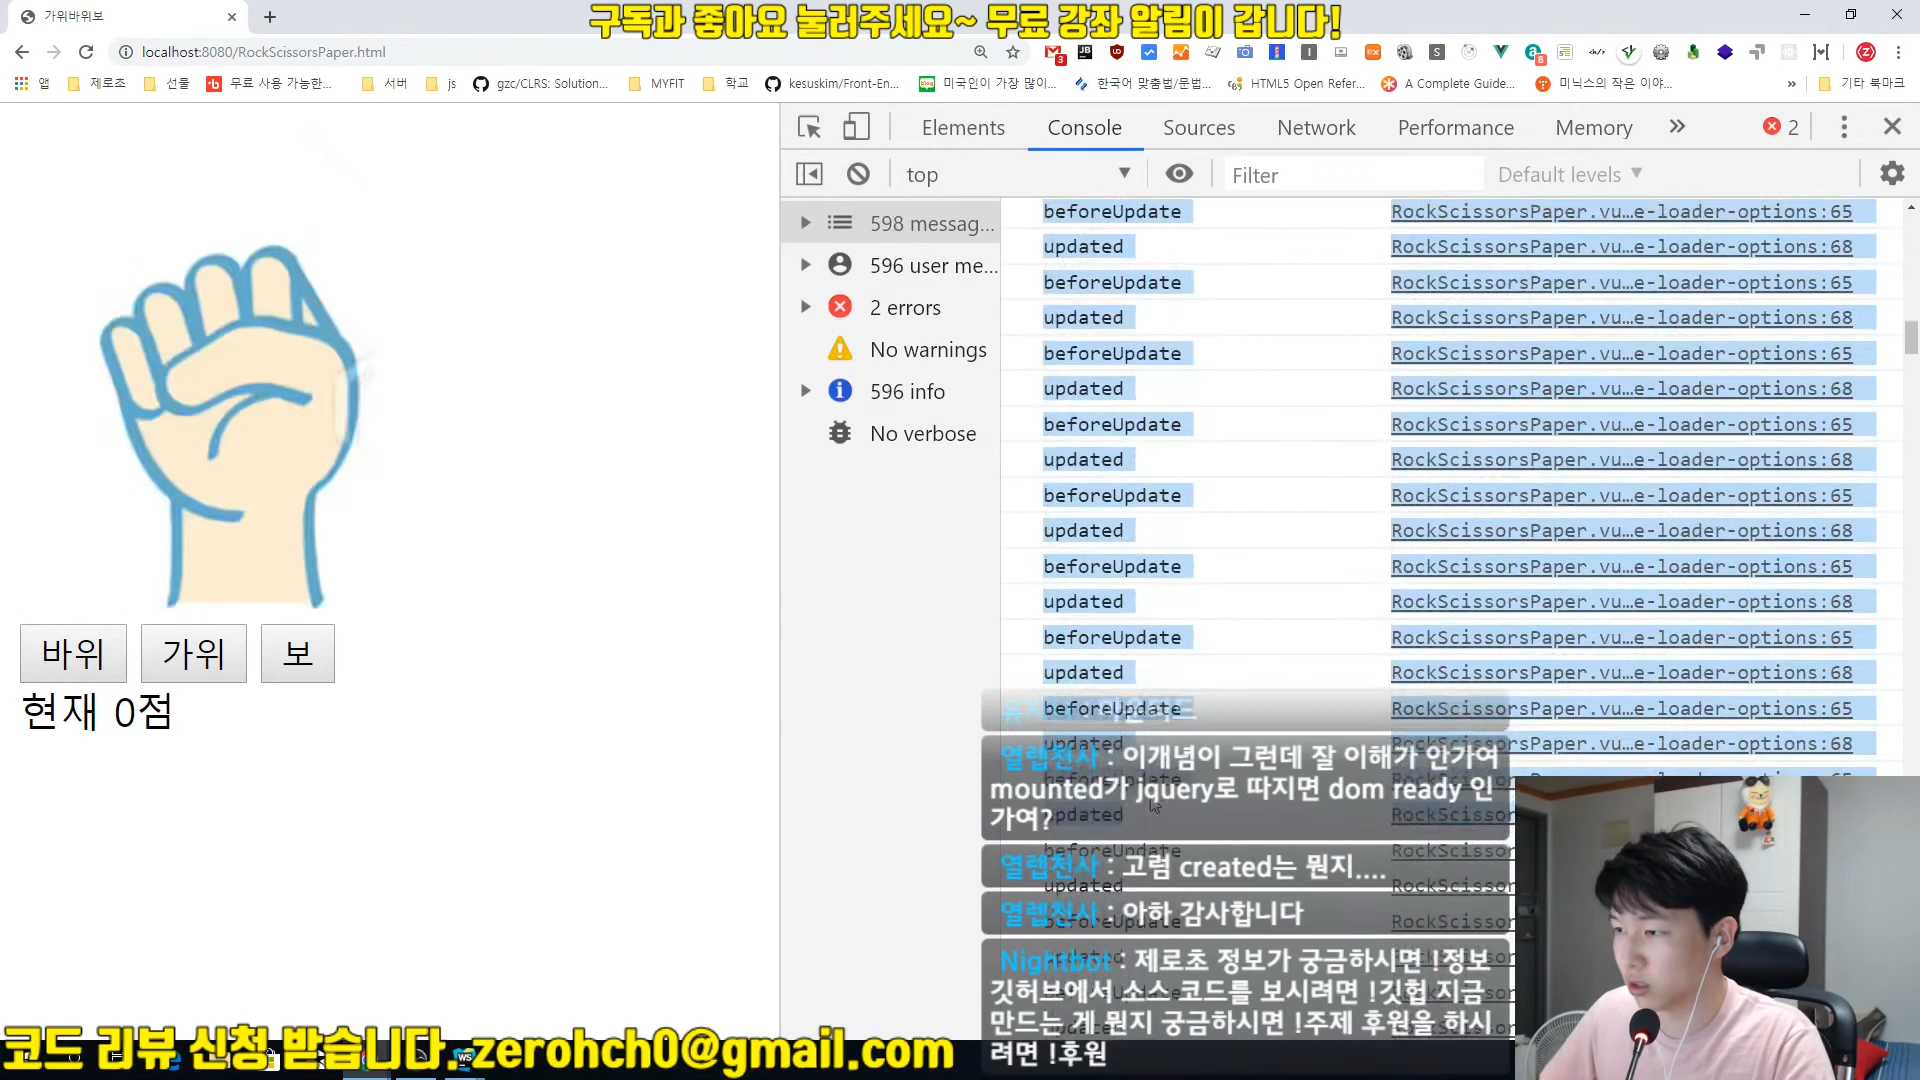 가위바위보
구독과 좋아요 눌러주세요~ 무료 강좌 알림이 갑니다!
localhost:8080/RockScissorsPaper.html
앱 제로초 선물 무료 사용 가능한... 서버 js gzc/CLRS: Solution... MYFIT 학교 kesuskim/Front-En... 미국인이 가장 많이... 한국어 맞춤법/문법... HTML5 Open Refer... A Complete Guide... 미닉스의 작은 이야... » 기타 북마크
Elements Console Sources Network Performance Memory » 2
top Filter Default levels
598 messag...
596 user me...
2 errors
No warnings
596 info
No verbose
beforeUpdate RockScissorsPaper.vu…e-loader-options:65
updated RockScissorsPaper.vu…e-loader-options:68
beforeUpdate RockScissorsPaper.vu…e-loader-options:65
updated RockScissorsPaper.vu…e-loader-options:68
beforeUpdate RockScissorsPaper.vu…e-loader-options:65
updated RockScissorsPaper.vu…e-loader-options:68
beforeUpdate RockScissorsPaper.vu…e-loader-options:65
updated RockScissorsPaper.vu…e-loader-options:68
beforeUpdate RockScissorsPaper.vu…e-loader-options:65
updated RockScissorsPaper.vu…e-loader-options:68
beforeUpdate RockScissorsPaper.vu…e-loader-options:65
updated RockScissorsPaper.vu…e-loader-options:68
beforeUpdate RockScissorsPaper.vu…e-loader-options:65
updated RockScissorsPaper.vu…e-loader-options:68
beforeUpdate RockScissorsPaper.vu…e-loader-options:65
updated RockScissorsPaper.vu…e-loader-options:68
바위 가위 보
현재 0점
열렙천사 : 이개념이 그런데 잘 이해가 안가여
mounted가 jquery로 따지면 dom ready 인
가여?
열렙천사 : 고럼 created는 뭔지....
열렙천사 : 아하 감사합니다
Nightbot : 제로초 정보가 궁금하시면 !정보
깃허브에서 소스 코드를 보시려면 !깃헙 지금
만드는 게 뭔지 궁금하시면 !주제 후원을 하시
려면 !후원
코드 리뷰 신청 받습니다. zerohch0@gmail.com